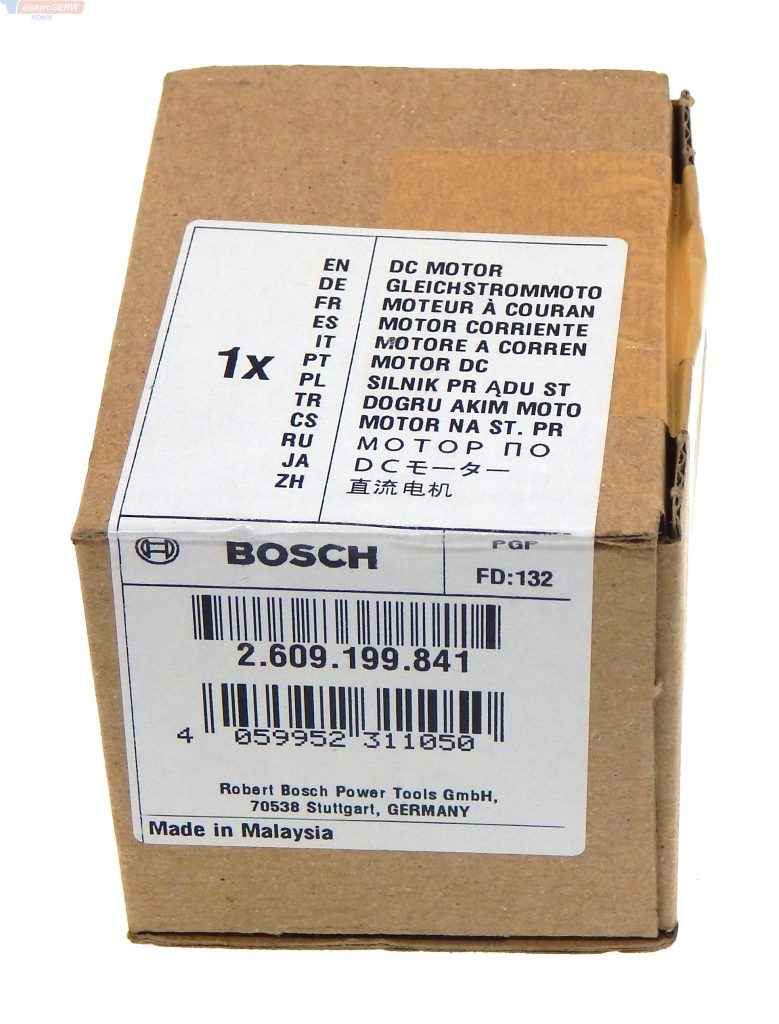 elektroSERW
KONIN
1x
EN DC MOTOR
DE GLEICHSTROMMOTO
FR MOTEUR À COURAN
ES MOTOR CORRIENTE
IT MOTORE A CORREN
PT MOTOR DC
PL SILNIK PR ĄDU ST
TR DOGRU AKIM MOTO
CS MOTOR NA ST. PR
RU МОТОР ПО
JA DCモーター
ZH 直流电机
BOSCH
PGP
FD:132
2.609.199.841
4 059952 311050
Robert Bosch Power Tools GmbH,
70538 Stuttgart, GERMANY
Made in Malaysia